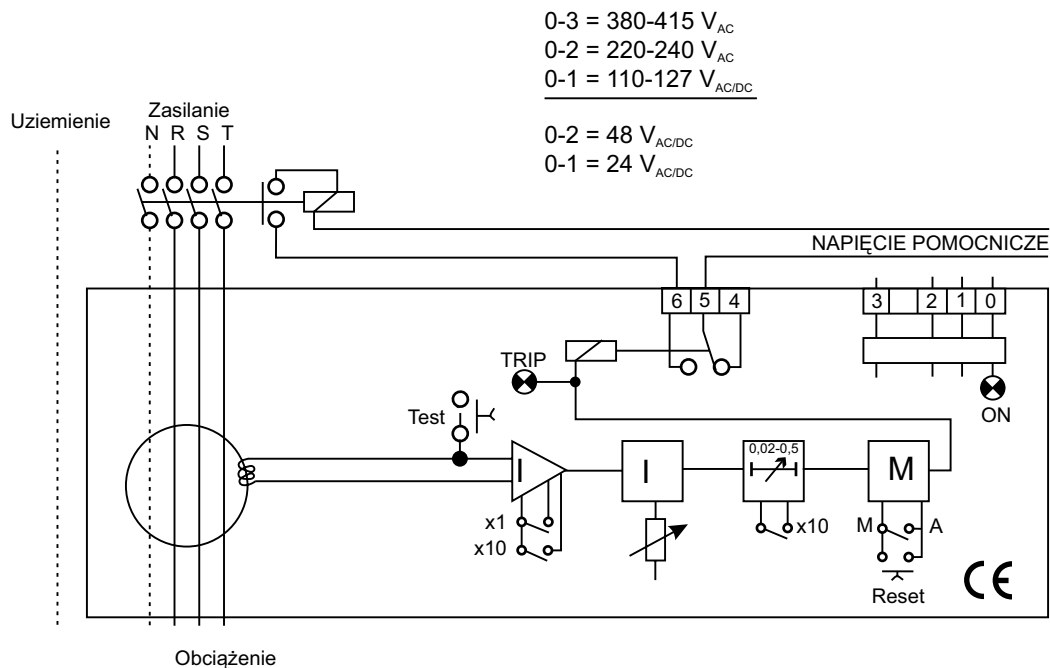 0-3 = 380-415 VAC
0-2 = 220-240 VAC
0-1 = 110-127 VAC/DC
0-2 = 48 VAC/DC
0-1 = 24 VAC/DC
Uziemienie
Zasilanie
N R S T
NAPIĘCIE POMOCNICZE
6 5 4
3 2 1 0
TRIP
ON
Test
I
I
0,02-0,5
M
x1
x10
x10
M
A
Reset
CE
Obciążenie